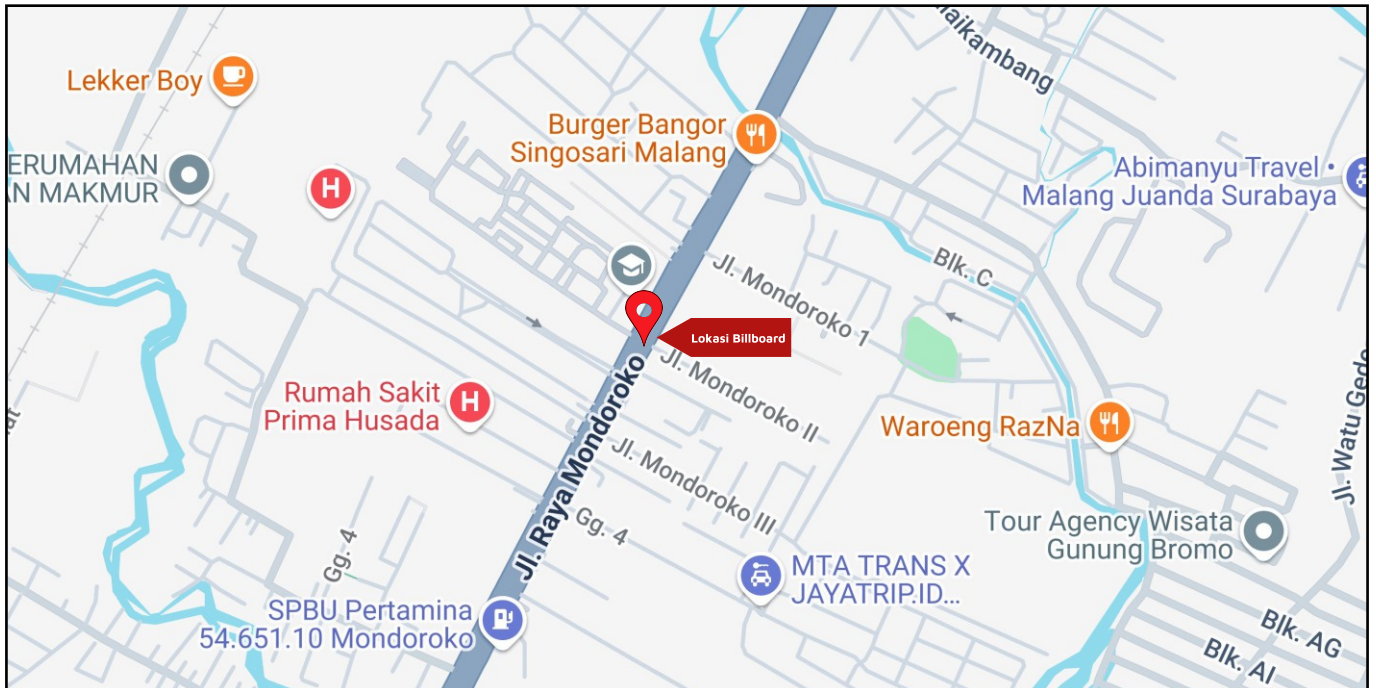 Lekker Boy
Burger Bangor
Singosari Malang
ERUMAHAN
N MAKMUR
H
Abimanyu Travel •
Malang Juanda Surabaya
Blk. C
Jl. Mondoroko 1
Lokasi Billboard
Jl. Mondoroko II
Rumah Sakit
Prima Husada
H
Waroeng RazNa
Jl. Raya Mondoroko
Jl. Mondoroko III
Jl. Watu Gede
Gg. 4
Gg. 4
Tour Agency Wisata
Gunung Bromo
MTA TRANS X
JAYATRIP.ID...
SPBU Pertamina
54.651.10 Mondoroko
Blk. AG
Blk. AI